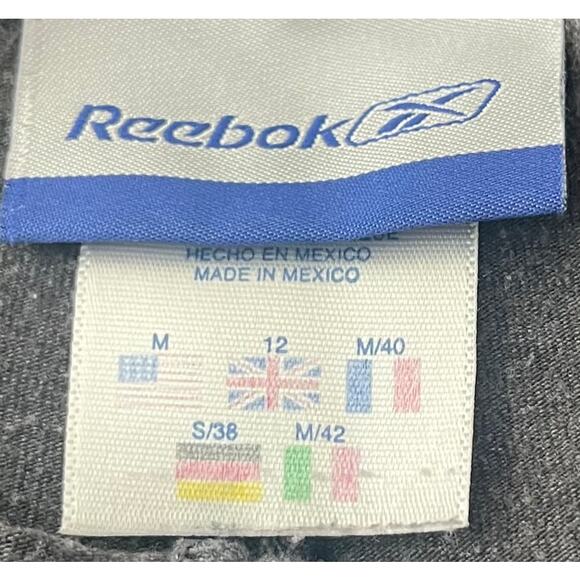 Reebok
HECHO EN MEXICO
MADE IN MEXICO
M 12 M/40
S/38 M/42